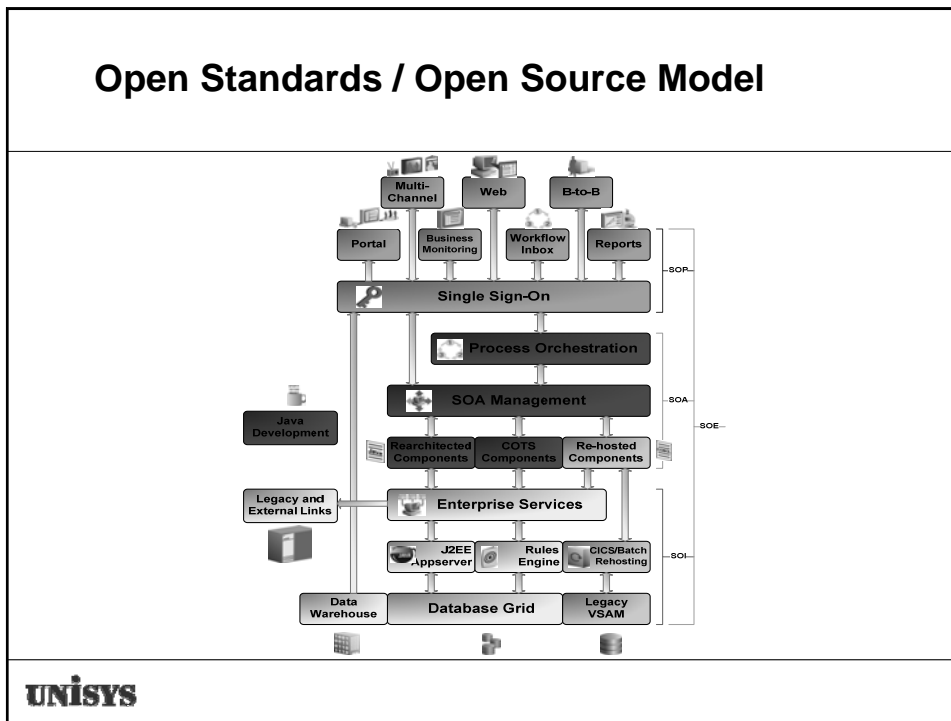 Open Standards / Open Source Model
Multi-
Channel
Web
B-to-B
Portal
Business
Monitoring
Workflow
Inbox
Reports
SOP
Single Sign-On
Process Orchestration
SOA Management
SOA
SOE
Java
Development
Rearchitected
Components
COTS
Components
Re-hosted
Components
Legacy and
External Links
Enterprise Services
J2EE
Appserver
Rules
Engine
CICS/Batch
Rehosting
SOI
Data
Warehouse
Database Grid
Legacy
VSAM
UNISYS